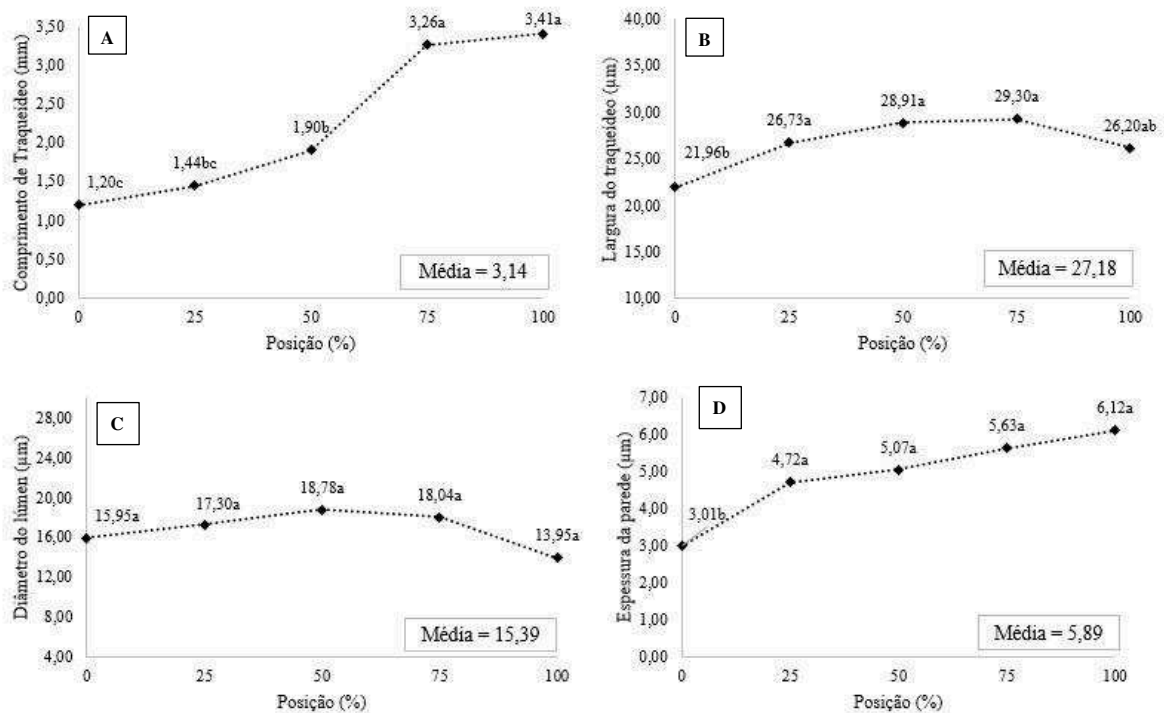 A
Comprimento de Traqueídeo (mm)
3,50
3,00
2,50
2,00
1,50
1,00
0,50
0,00
1,20c
1,44bc
1,90b
3,26a
3,41a
Média = 3,14
0 25 50 75 100
Posição (%)
B
Largura do traqueídeo (µm)
40,00
35,00
30,00
25,00
20,00
15,00
10,00
21,96b
26,73a
28,91a
29,30a
26,20ab
Média = 27,18
0 25 50 75 100
Posição (%)
C
Diâmetro do lúmen (µm)
28,00
24,00
20,00
16,00
12,00
8,00
4,00
15,95a
17,30a
18,78a
18,04a
13,95a
Média = 15,39
0 25 50 75 100
Posição (%)
D
Espessura da parede (µm)
7,00
6,00
5,00
4,00
3,00
2,00
1,00
0,00
3,01b
4,72a
5,07a
5,63a
6,12a
Média = 5,89
0 25 50 75 100
Posição (%)